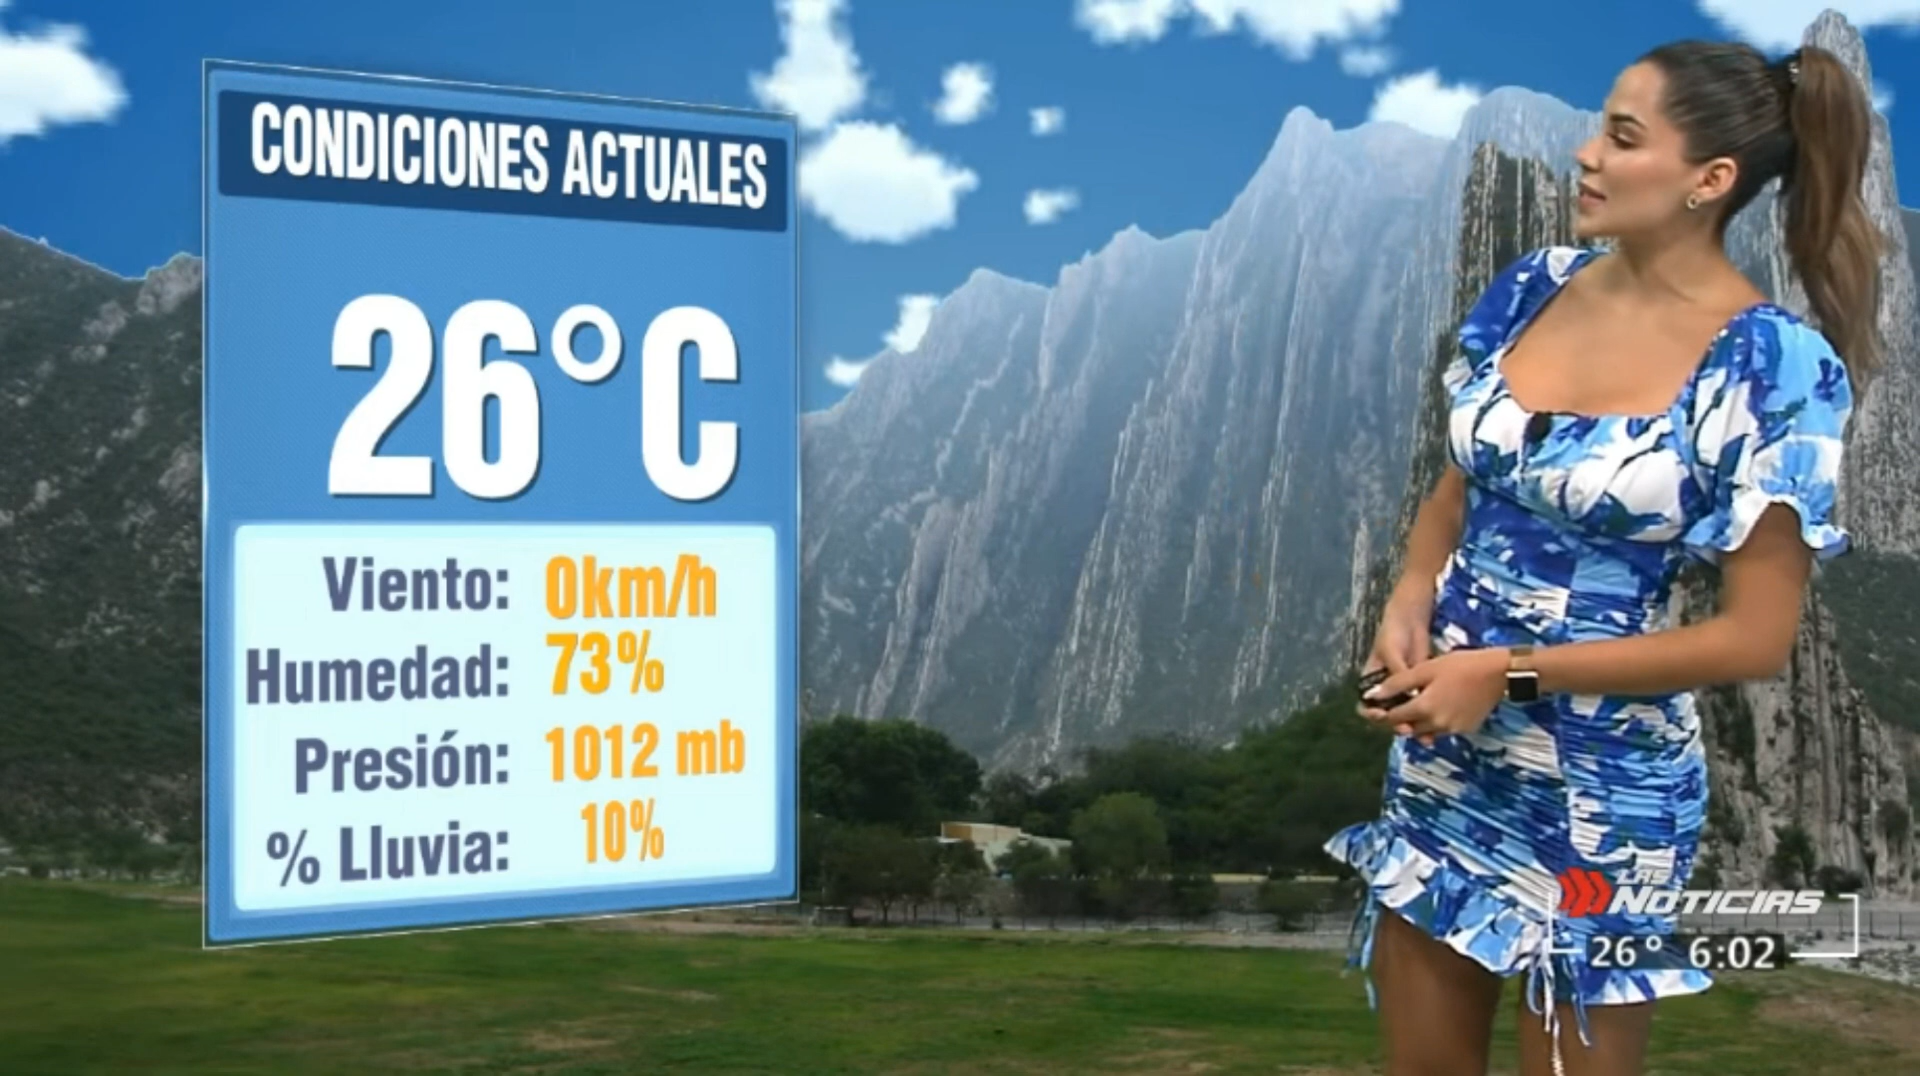 CONDICIONES ACTUALES
26°C
Viento: 0km/h
Humedad: 73%
Presión: 1012 mb
% Lluvia: 10%
LAS
NOTICIAS
26° 6:02